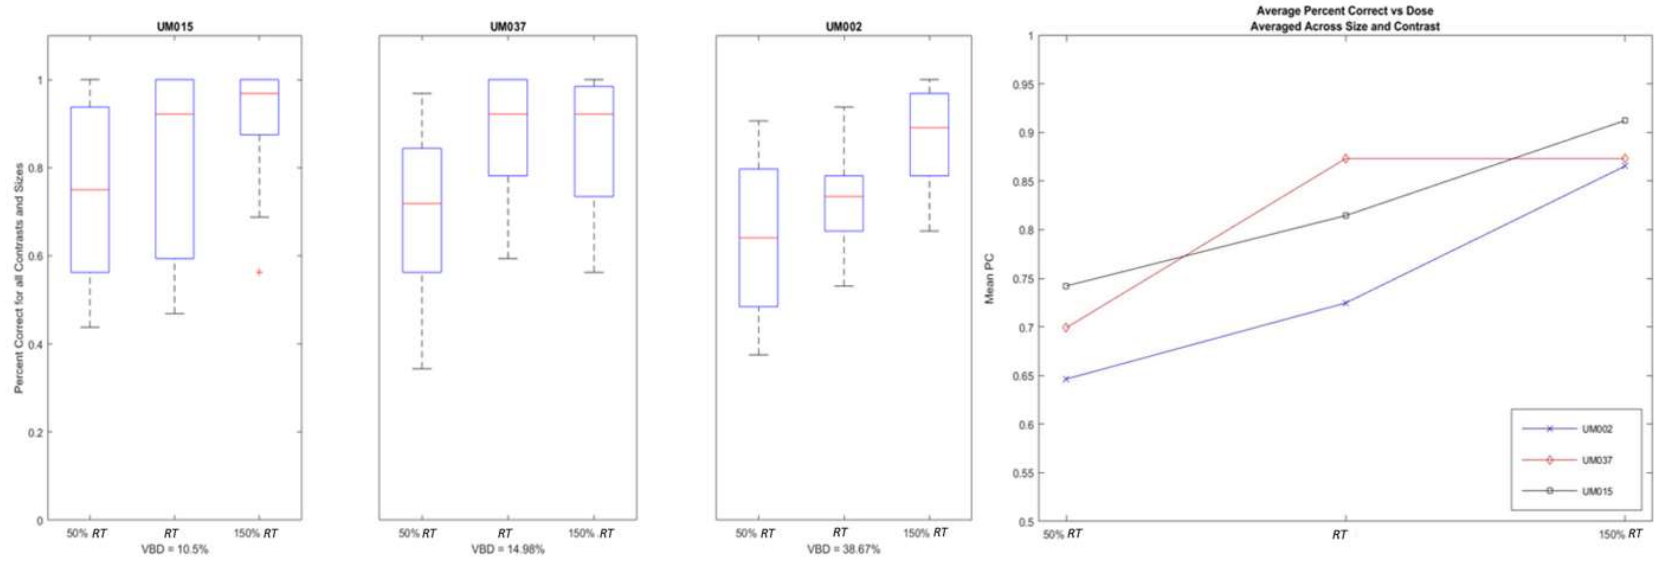 UM015
Percent Correct for all Contrasts and Sizes
1
0.8
0.6
0.4
0.2
0
50% RT
RT
150% RT
VBD = 10.5%
UM037
50% RT
RT
150% RT
VBD = 14.98%
UM002
50% RT
RT
150% RT
VBD = 38.67%
Average Percent Correct vs Dose
Averaged Across Size and Contrast
Mean PC
1
0.95
0.9
0.85
0.8
0.75
0.7
0.65
0.6
0.55
0.5
50% RT
RT
150% RT
UM002
UM037
UM015